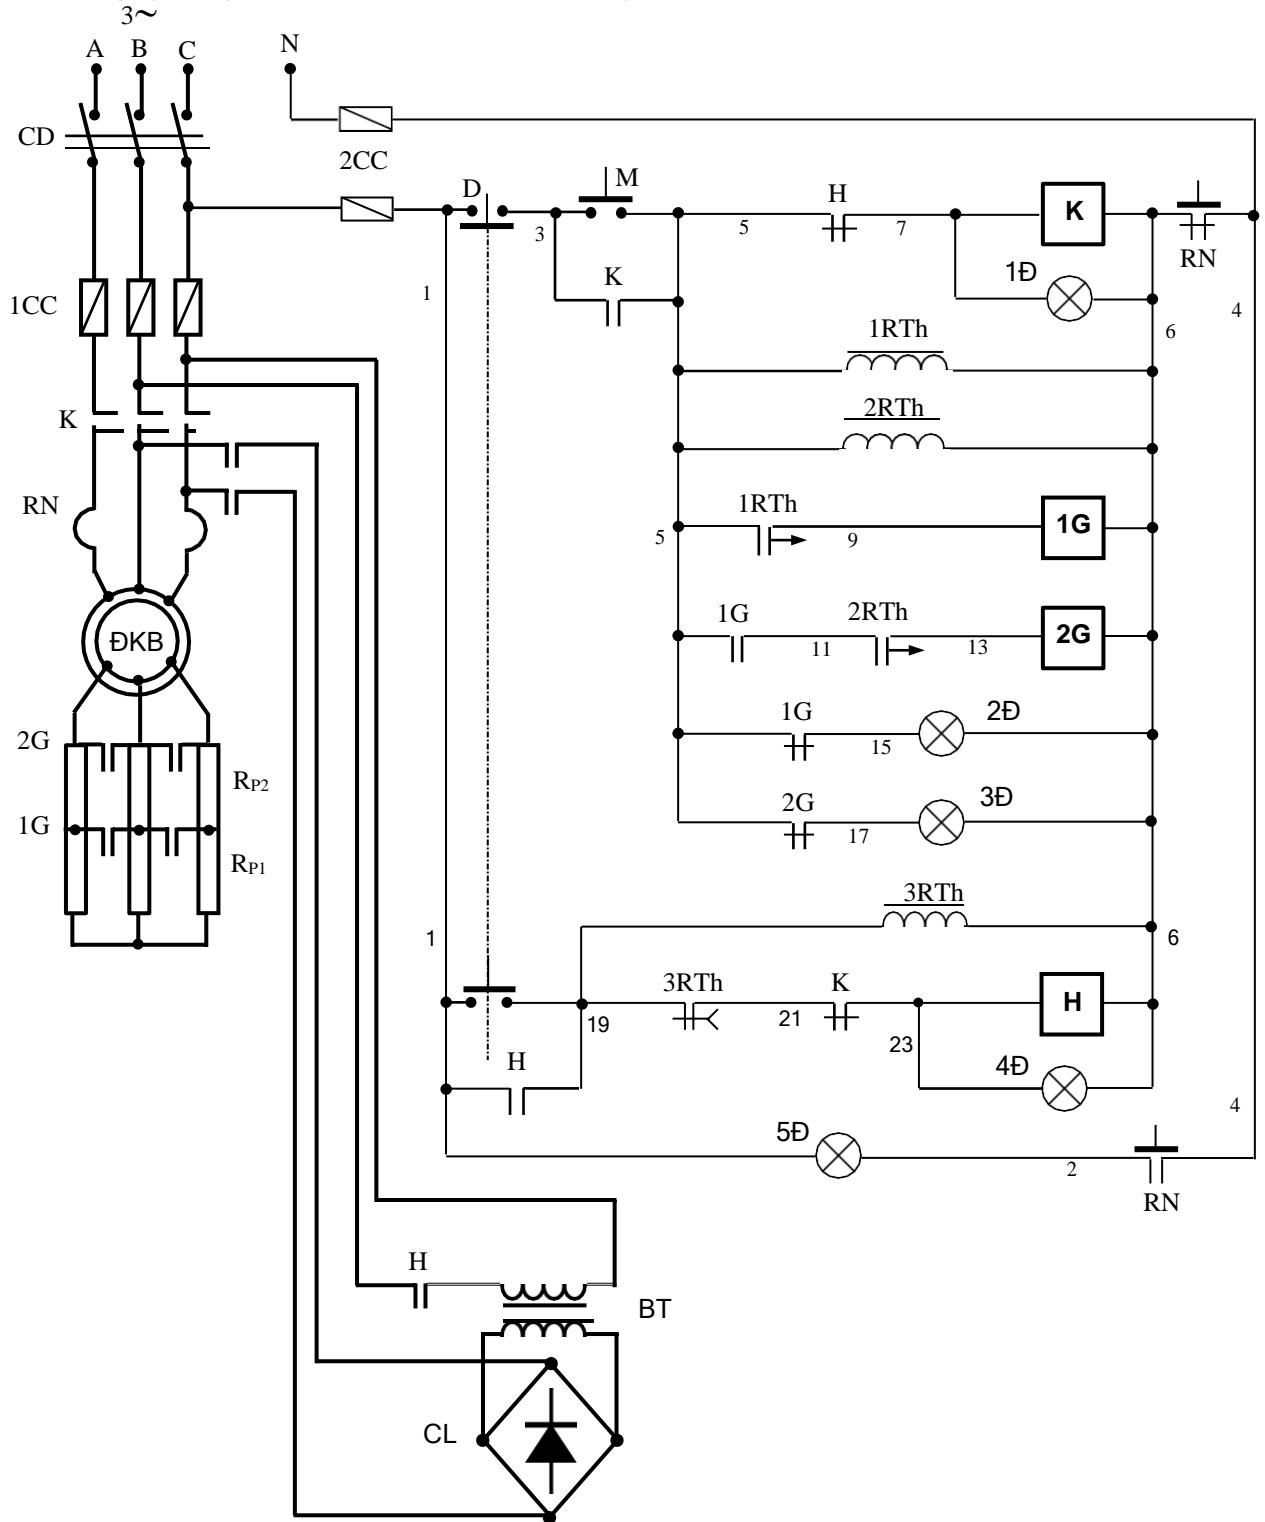 3~
A B C N
CD
2CC
D M H K RN
3 5 7
K 1Đ
1 4
1CC 6
1RTh
2RTh
K
RN 1RTh 1G
5 9
1G 2RTh 2G
11 13
ĐKB
1G 2Đ
15
2G
RP2
2G 3Đ
17
1G
RP1
3RTh
1 6
3RTh K H
19 21 23
H 4Đ
4
5Đ
2
RN
H
BT
CL